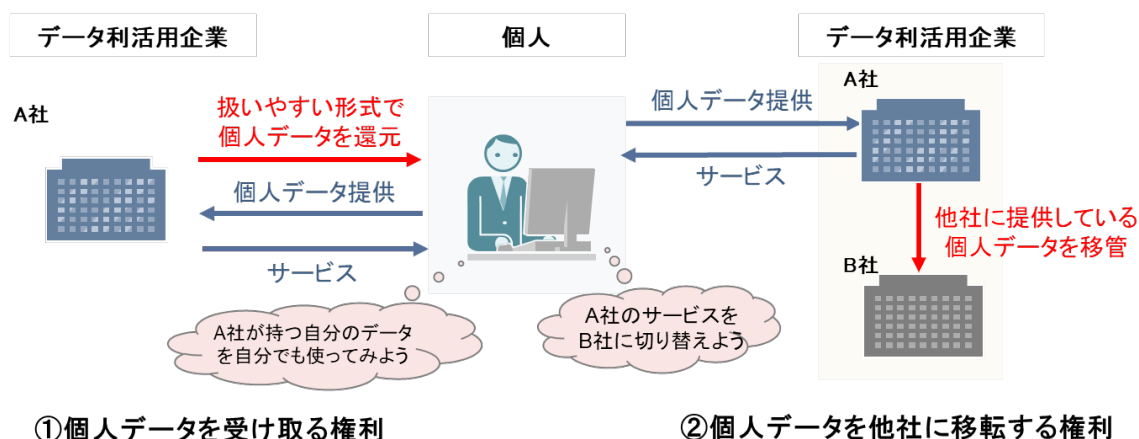 データ利活用企業
個人
データ利活用企業
A社
扱いやすい形式で
個人データを還元
個人データ提供
サービス
A社が持つ自分のデータ
を自分でも使ってみよう
個人データ提供
サービス
A社のサービスを
B社に切り替えよう
A社
他社に提供している
個人データを移管
B社
①個人データを受け取る権利
②個人データを他社に移転する権利